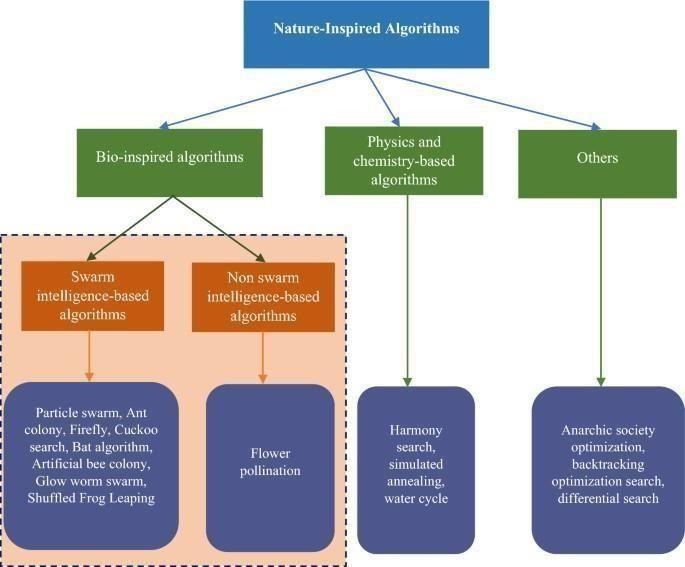 Nature-Inspired Algorithms
Bio-inspired algorithms
Physics and
chemistry-based
algorithms
Others
Swarm
intelligence-based
algorithms
Non swarm
intelligence-based
algorithms
Particle swarm, Ant
colony, Firefly, Cuckoo
search, Bat algorithm,
Artificial bee colony,
Glow worm swarm,
Shuffled Frog Leaping
Flower
pollination
Harmony
search,
simulated
annealing,
water cycle
Anarchic society
optimization,
backtracking
optimization search,
differential search